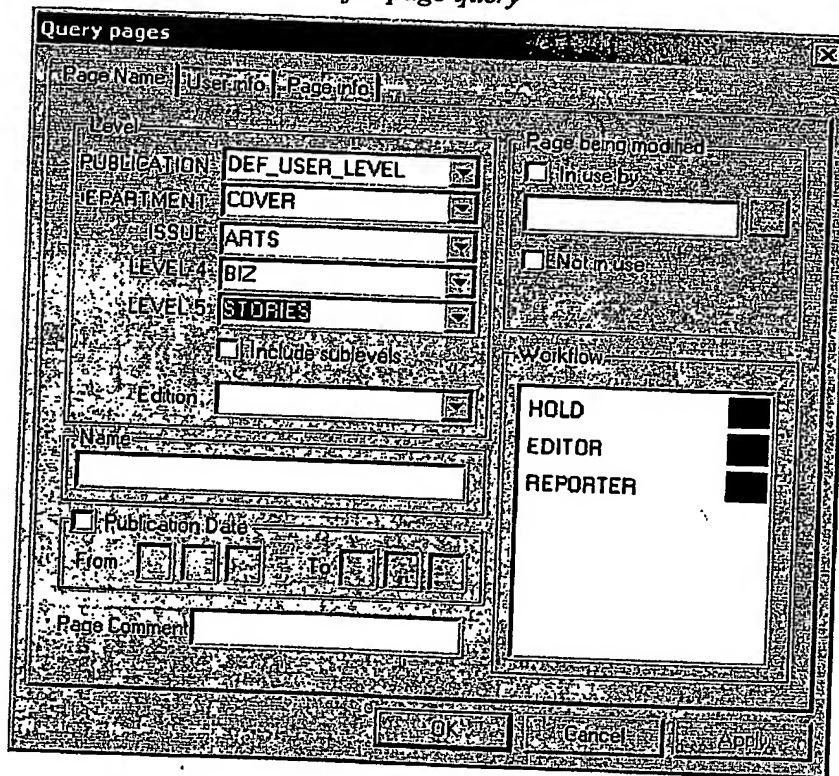 page query
Query pages
Page Name User info Page info
Level
PUBLICATION: DEF_USER_LEVEL
EPARTMENT: COVER
ISSUE: ARTS
LEVEL 4: BIZ
LEVEL 5: STORIES
Include sublevels
Edition:
Name
Publication Date
From To
Page Comment
Page being modified
In use by
Not in use
Workflow
HOLD
EDITOR
REPORTER
OK Cancel Apply